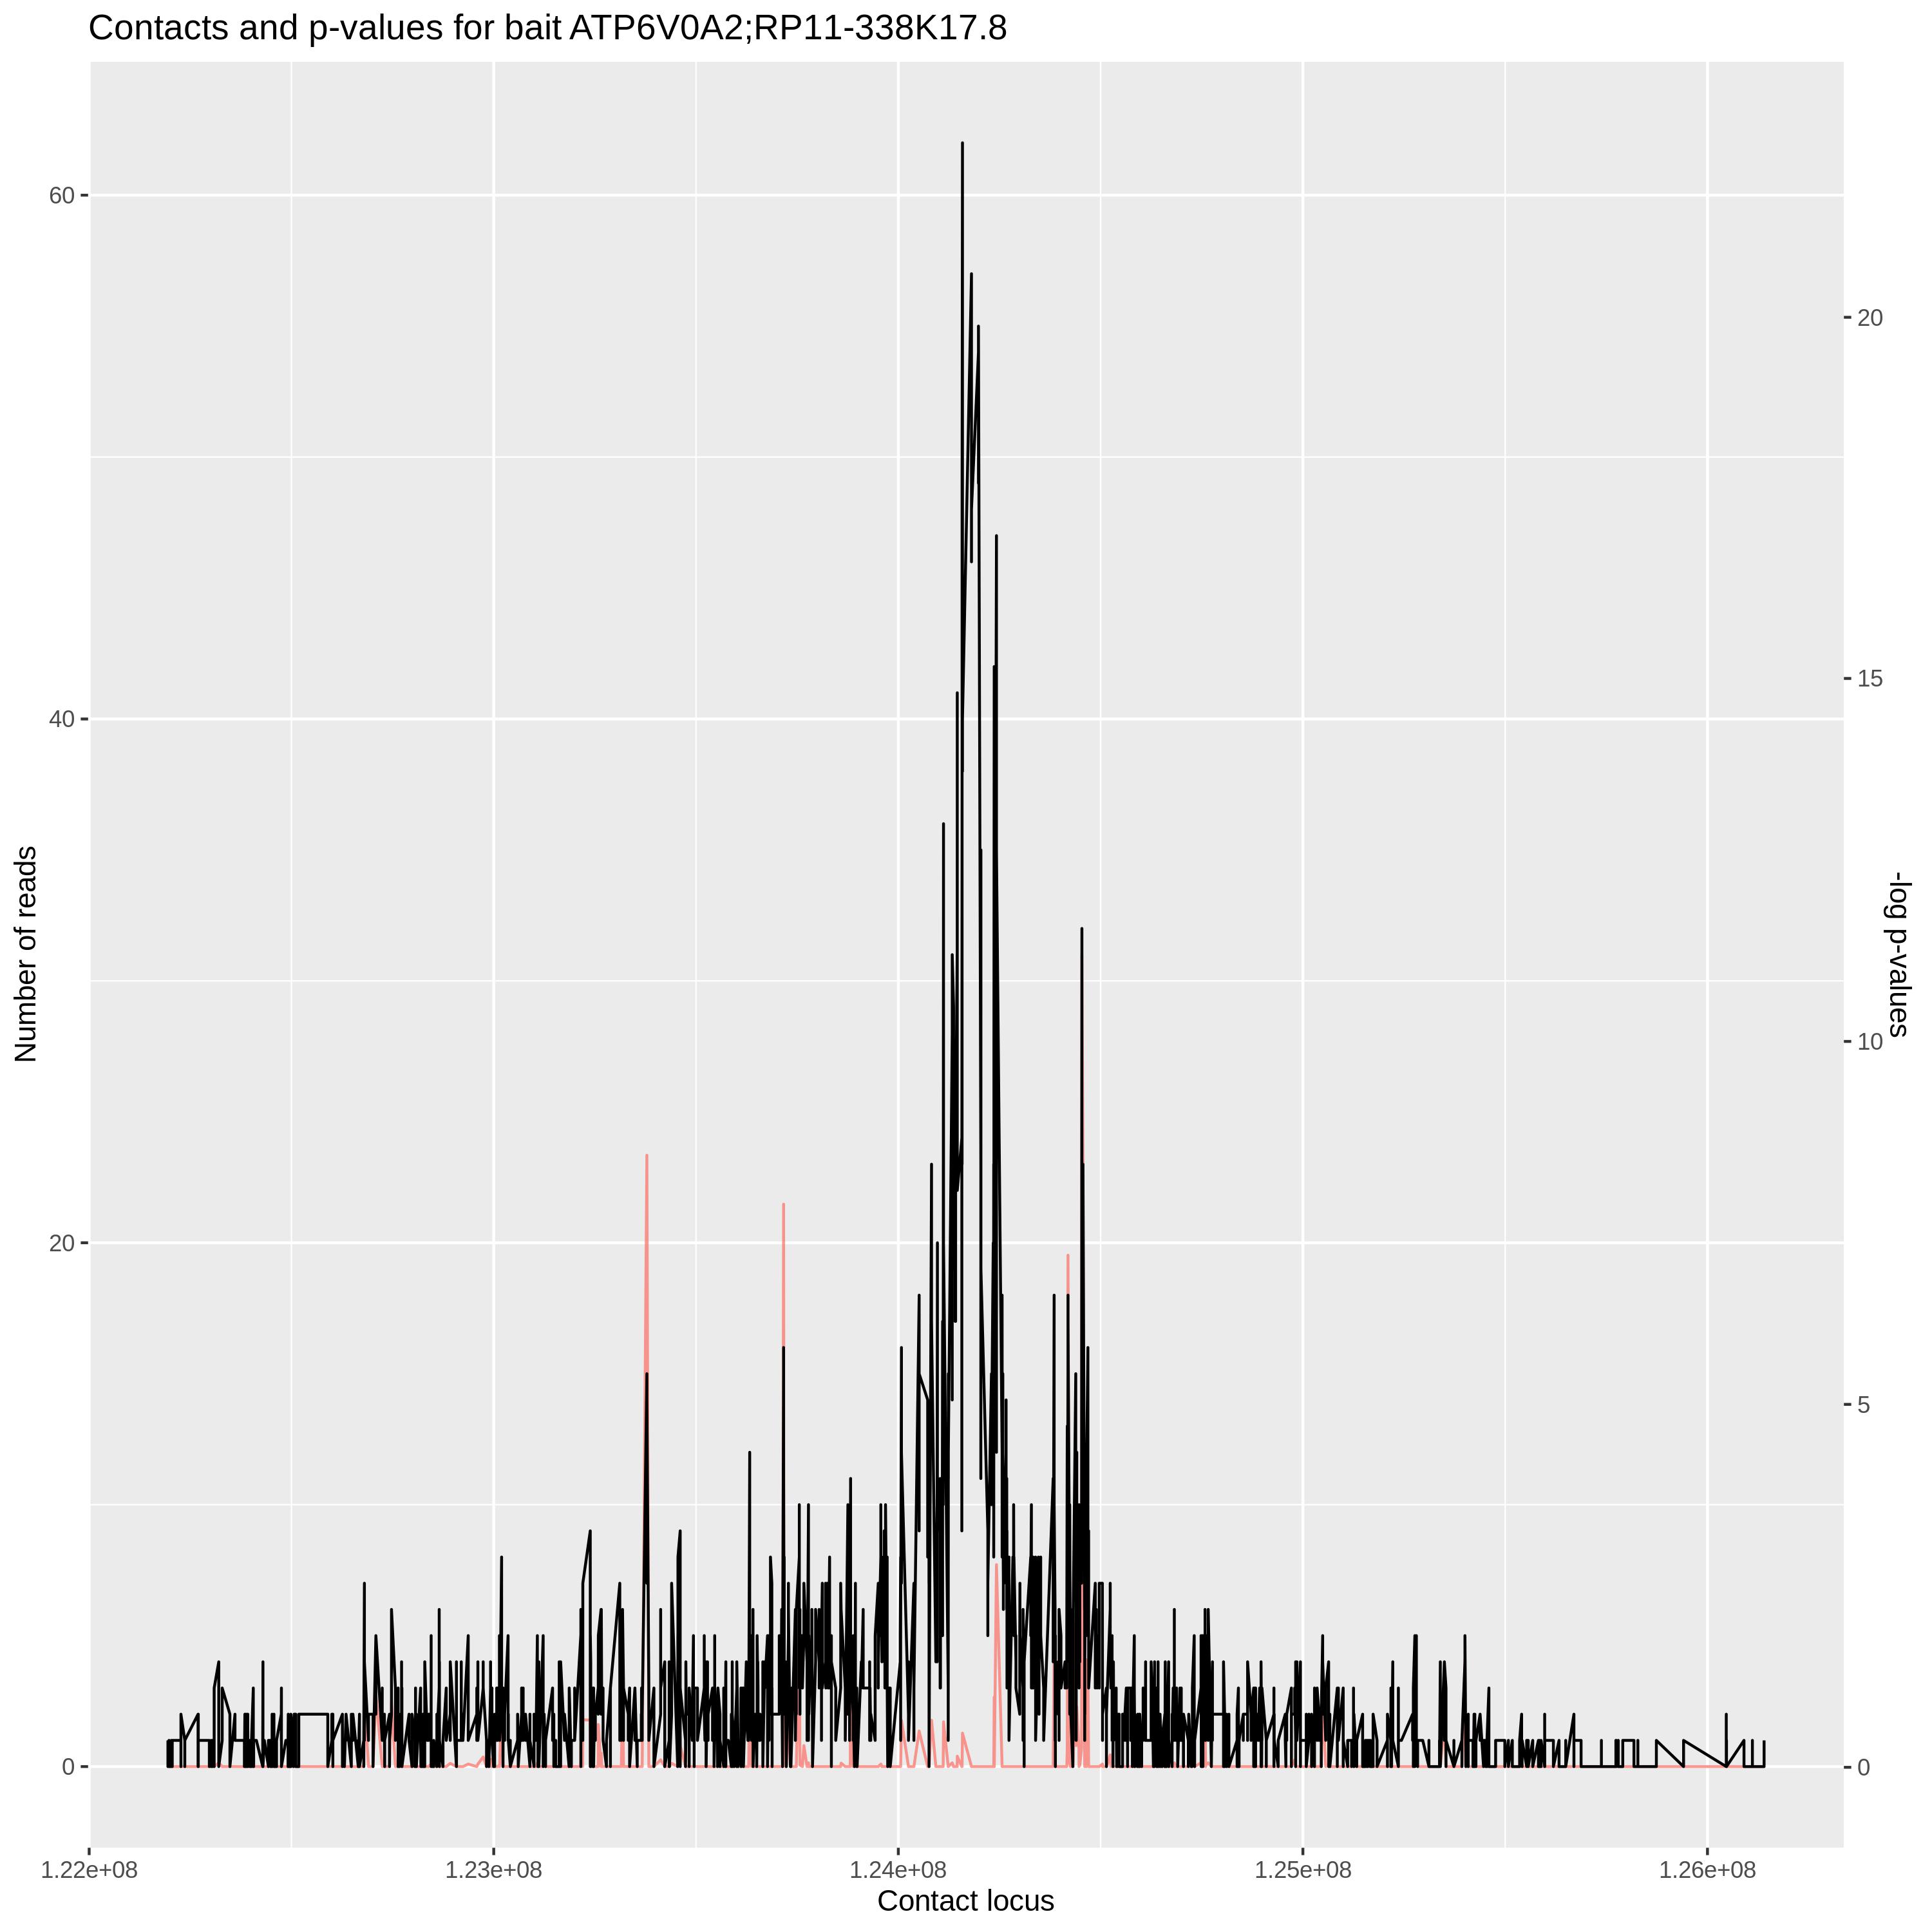 Contacts and p-values for bait ATP6V0A2;RP11-338K17.8
60
40
20
0
Number of reads
20
15
10
5
0
-log p-values
1.22e+08
1.23e+08
1.24e+08
1.25e+08
1.26e+08
Contact locus